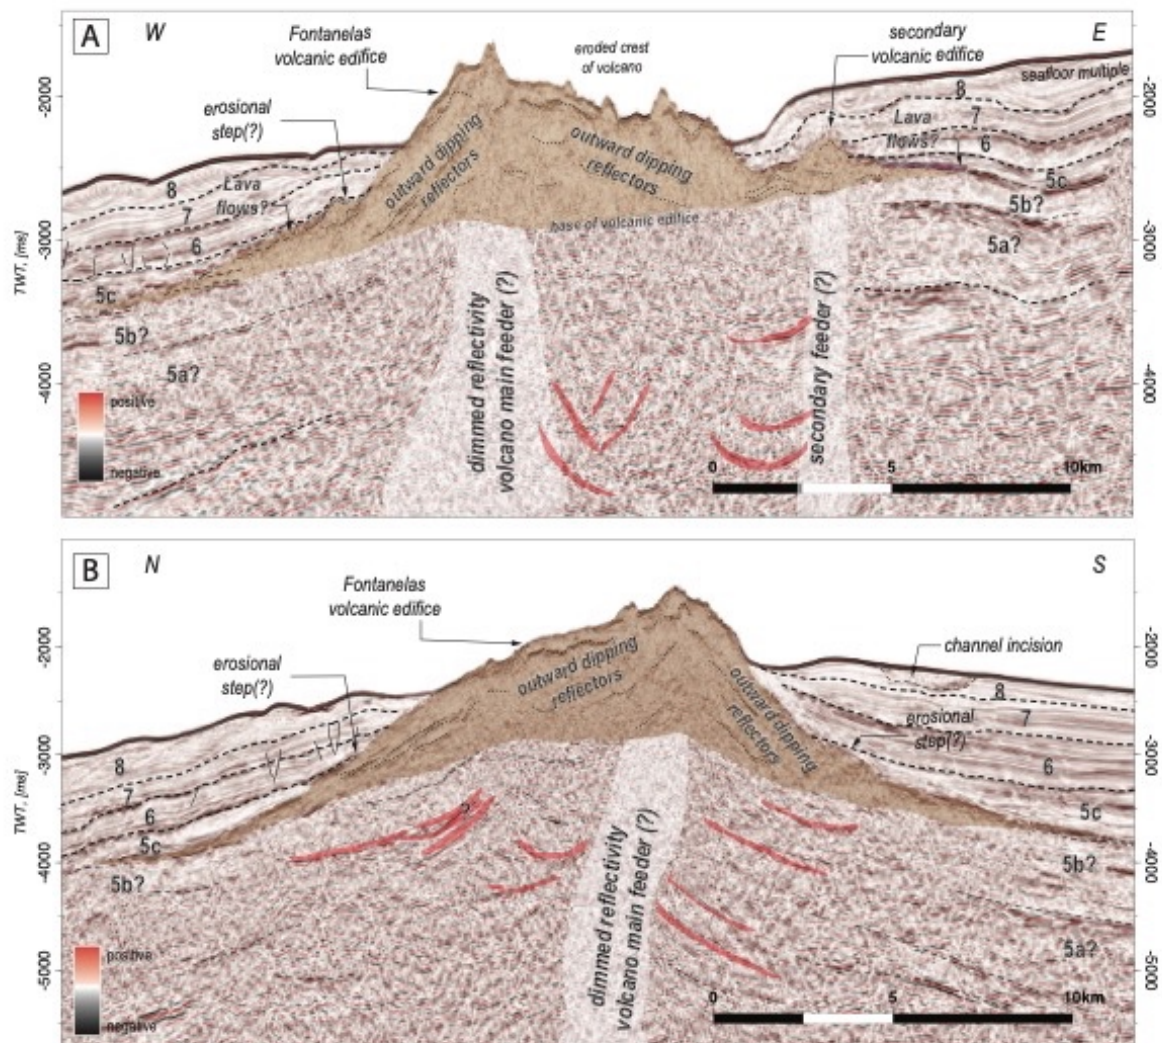 A
W
E
Fontanelas
volcanic edifice
eroded crest
of volcano
secondary
volcanic edifice
seafloor multiple
erosional
step(?)
-2000
-2000
8
7
Lava
flows?
6
outward dipping
reflectors
outward dipping
reflectors
8
Lava
flows?
7
6
5c
5b?
5a?
base of volcanic edifice
-3000
-3000
TWT, [ms]
5c
5b?
5a?
dimmed reflectivity
volcano main feeder (?)
secondary feeder (?)
-4000
-4000
positive
negative
0
5
10km
B
N
S
Fontanelas
volcanic edifice
erosional
step(?)
channel incision
-2000
-2000
outward dipping
reflectors
outward dipping
reflectors
8
7
erosional
step(?)
6
-3000
-3000
8
7
6
5c
5c
TWT, [ms]
?
-4000
-4000
5b?
5b?
dimmed reflectivity
volcano main feeder (?)
5a?
-5000
-5000
positive
negative
0
5
10km